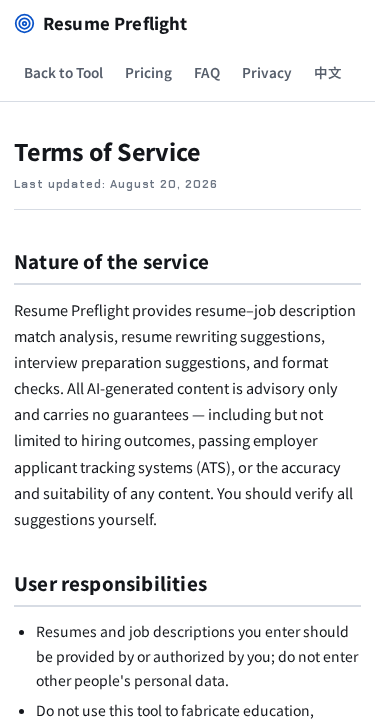 Resume Preflight
Back to Tool Pricing FAQ Privacy 中文
Terms of Service
Last updated: August 20, 2026
Nature of the service
Resume Preflight provides resume–job description
match analysis, resume rewriting suggestions,
interview preparation suggestions, and format
checks. All AI-generated content is advisory only
and carries no guarantees — including but not
limited to hiring outcomes, passing employer
applicant tracking systems (ATS), or the accuracy
and suitability of any content. You should verify all
suggestions yourself.
User responsibilities
• Resumes and job descriptions you enter should
be provided by or authorized by you; do not enter
other people's personal data.
• Do not use this tool to fabricate education,